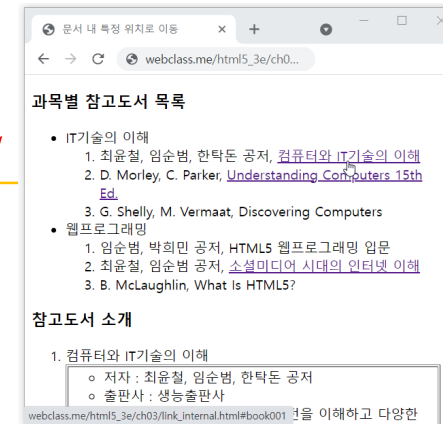 문서 내 특정 위치로 이동
webclass.me/html5_3e/ch0...
과목별 참고도서 목록
• IT기술의 이해
1. 최윤철, 임순범, 한탁돈 공저, 컴퓨터와 IT기술의 이해
2. D. Morley, C. Parker, Understanding Computers 15th
Ed.
3. G. Shelly, M. Vermaat, Discovering Computers
• 웹프로그래밍
1. 임순범, 박희민 공저, HTML5 웹프로그래밍 입문
2. 최윤철, 임순범 공저, 소셜미디어 시대의 인터넷 이해
3. B. McLaughlin, What Is HTML5?
참고도서 소개
1. 컴퓨터와 IT기술의 이해
○ 저자 : 최윤철, 임순범, 한탁돈 공저
○ 출판사 : 생능출판사
을 이해하고 다양한
webclass.me/html5_3e/ch03/link_internal.html#book001